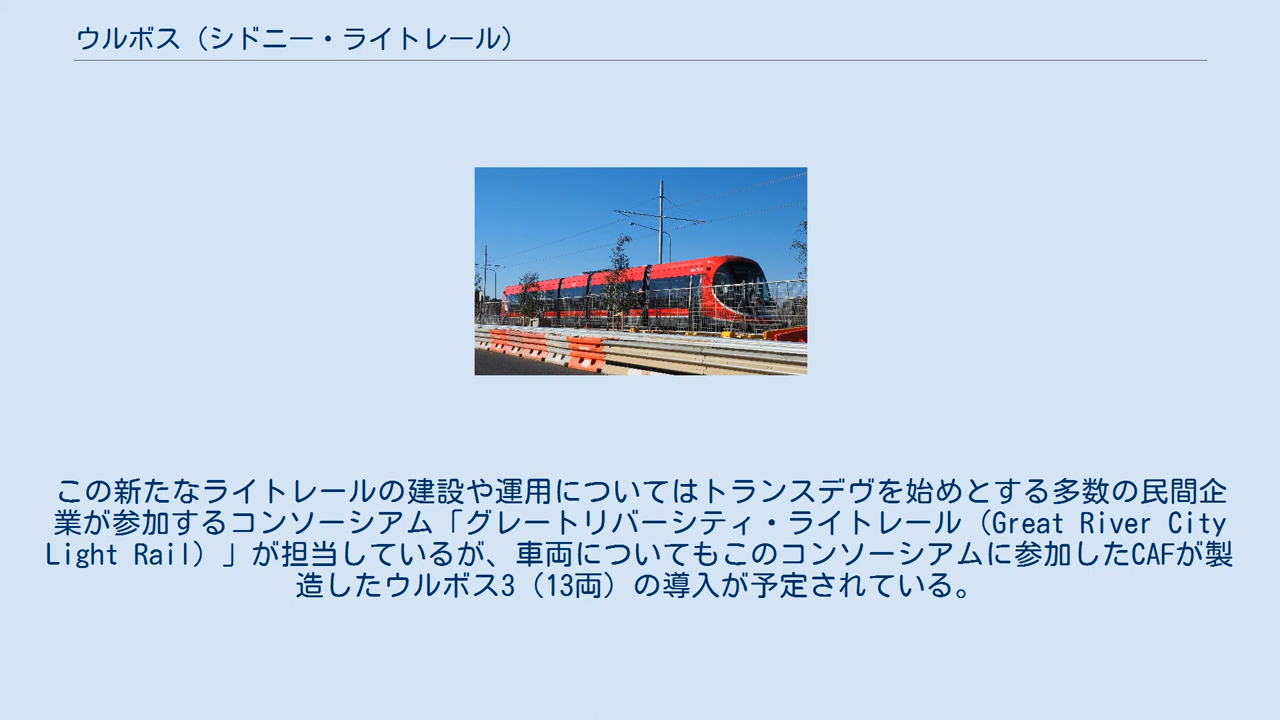 ウルボス（シドニー・ライトレール）
この新たなライトレールの建設や運用についてはトランスデヴを始めとする多数の民間企
業が参加するコンソーシアム「グレートリバーシティ・ライトレール（Great River City
Light Rail）」が担当しているが、車両についてもこのコンソーシアムに参加したCAFが製
造したウルボス3（13両）の導入が予定されている。